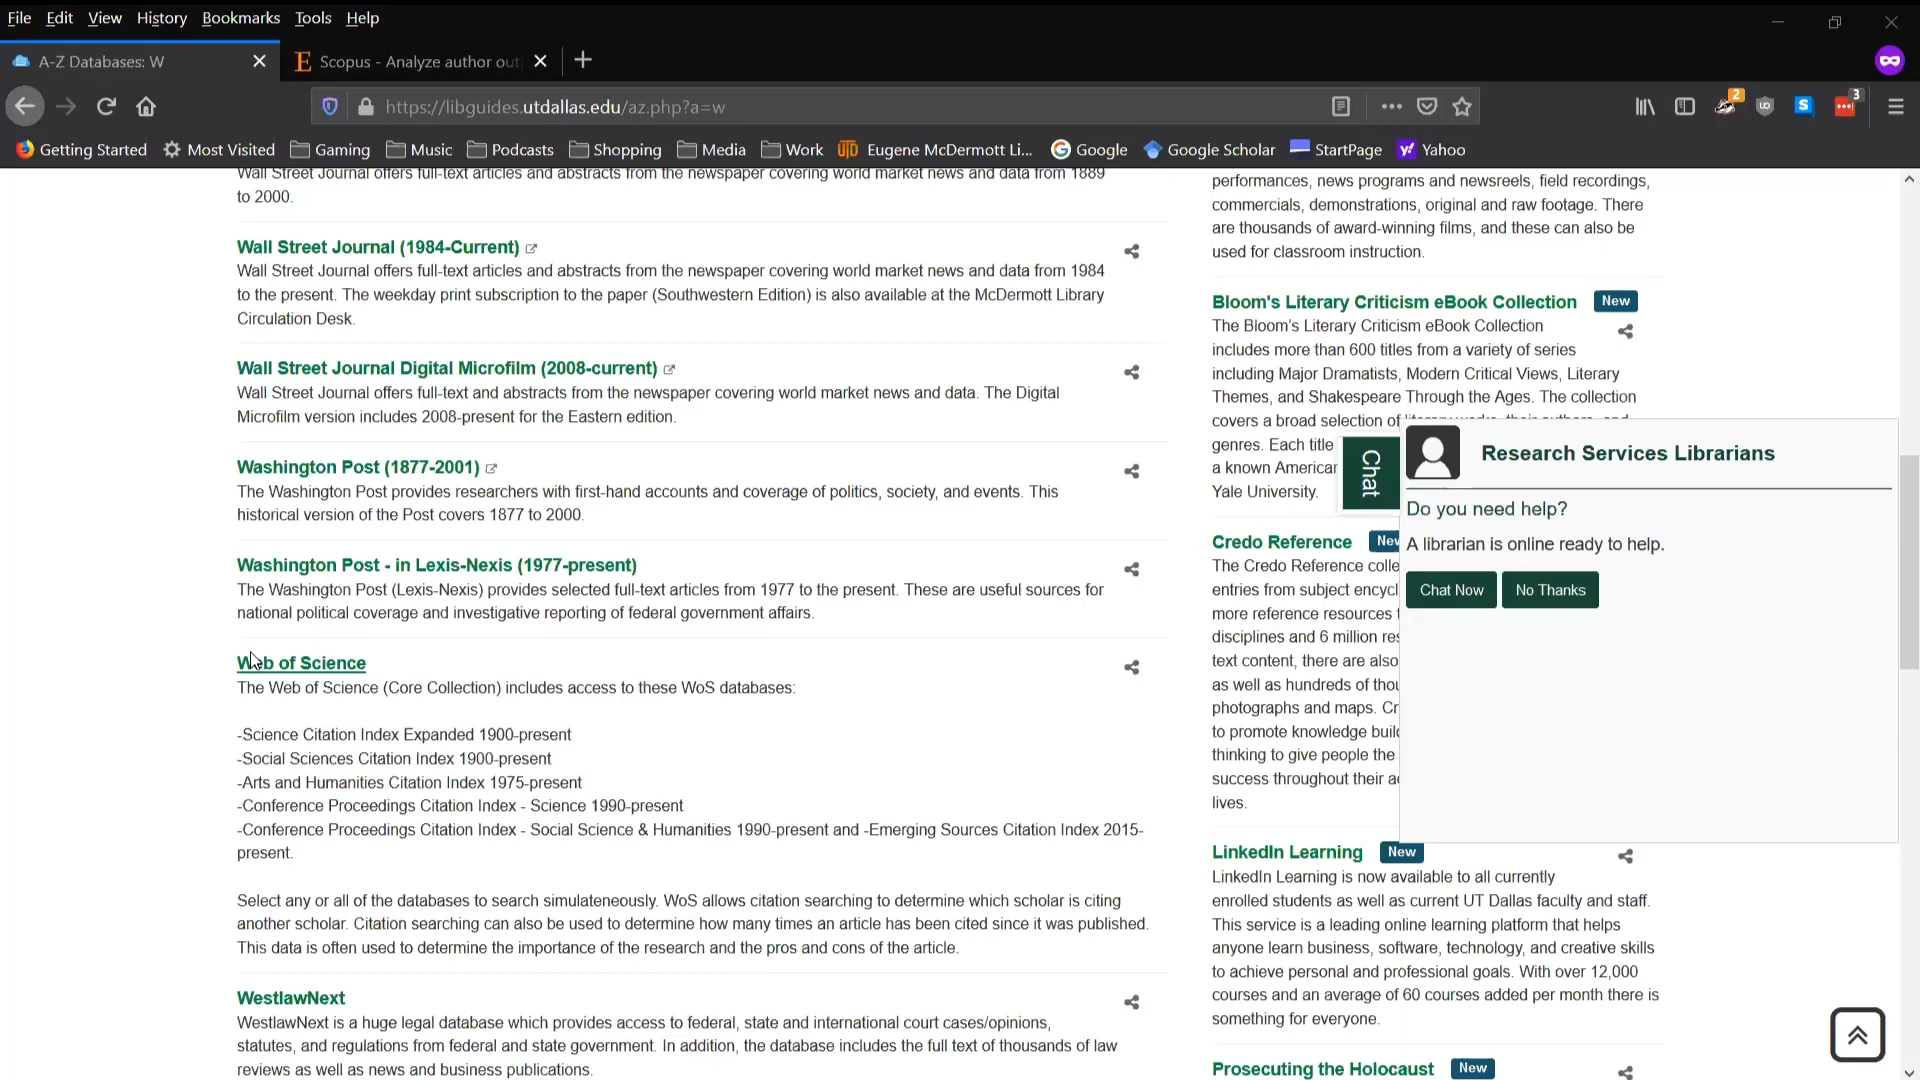 File Edit View History Bookmarks Tools Help
A-Z Databases: W
Scopus - Analyze author out
https://libguides.utdallas.edu/az.php?a=w
2
3
Getting Started Most Visited Gaming Music Podcasts Shopping Media Work Eugene McDermott Li... Google Google Scholar StartPage Yahoo
Wall Street Journal offers full-text articles and abstracts from the newspaper covering world market news and data from 1889
to 2000.
Wall Street Journal (1984-Current)
Wall Street Journal offers full-text articles and abstracts from the newspaper covering world market news and data from 1984
to the present. The weekday print subscription to the paper (Southwestern Edition) is also available at the McDermott Library
Circulation Desk.
Wall Street Journal Digital Microfilm (2008-current)
Wall Street Journal offers full-text and abstracts from the newspaper covering world market news and data. The Digital
Microfilm version includes 2008-present for the Eastern edition.
Washington Post (1877-2001)
The Washington Post provides researchers with first-hand accounts and coverage of politics, society, and events. This
historical version of the Post covers 1877 to 2000.
Washington Post - in Lexis-Nexis (1977-present)
The Washington Post (Lexis-Nexis) provides selected full-text articles from 1977 to the present. These are useful sources for
national political coverage and investigative reporting of federal government affairs.
Web of Science
The Web of Science (Core Collection) includes access to these WoS databases:
-Science Citation Index Expanded 1900-present
-Social Sciences Citation Index 1900-present
-Arts and Humanities Citation Index 1975-present
-Conference Proceedings Citation Index - Science 1990-present
-Conference Proceedings Citation Index - Social Science & Humanities 1990-present and -Emerging Sources Citation Index 2015-
present.
Select any or all of the databases to search simulateneously. WoS allows citation searching to determine which scholar is citing
another scholar. Citation searching can also be used to determine how many times an article has been cited since it was published.
This data is often used to determine the importance of the research and the pros and cons of the article.
WestlawNext
WestlawNext is a huge legal database which provides access to federal, state and international court cases/opinions,
statutes, and regulations from federal and state government. In addition, the database includes the full text of thousands of law
reviews as well as news and business publications.
performances, news programs and newsreels, field recordings,
commercials, demonstrations, original and raw footage. There
are thousands of award-winning films, and these can also be
used for classroom instruction.
Bloom's Literary Criticism eBook Collection New
The Bloom's Literary Criticism eBook Collection
includes more than 600 titles from a variety of series
including Major Dramatists, Modern Critical Views, Literary
Themes, and Shakespeare Through the Ages. The collection
covers a broad selection of
genres. Each title
a known American
Yale University.
Credo Reference New
The Credo Reference colle
entries from subject encycl
more reference resources
disciplines and 6 million res
text content, there are also
as well as hundreds of thou
photographs and maps. Cr
to promote knowledge build
thinking to give people the
success throughout their a
lives.
LinkedIn Learning New
LinkedIn Learning is now available to all currently
enrolled students as well as current UT Dallas faculty and staff.
This service is a leading online learning platform that helps
anyone learn business, software, technology, and creative skills
to achieve personal and professional goals. With over 12,000
courses and an average of 60 courses added per month there is
something for everyone.
Prosecuting the Holocaust New
Chat
Research Services Librarians
Do you need help?
A librarian is online ready to help.
Chat Now No Thanks